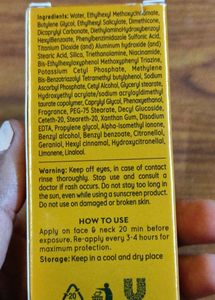 Ingredients: Water, Ethylhexyl Methoxycinnamate,
Butylene Glycol, Ethylhexyl Salicylate, Dimethicone,
Dicaprylyl Carbonate, Diethylaminohydroxybenzoyl
Hexylbenzoate, Phenylbenzimidazole Sulfonic Acid,
Titanium Dioxide (and) Aluminum hydroxide (and)
Stearic Acid, Silica, Triethanolamine, Niacinamide,
Bis-Ethylhexyloxyphenol Methoxyphenyl Triazine,
Potassium Cetyl Phosphate, Methylene
Bis-Benzotriazolyl Tetramethyl butylphenol, Sodium
Ascorbyl Phosphate, Cetyl Alcohol, Glyceryl stearate,
Hydroxyethyl acrylate/sodium acryloyldimethyl
taurate copolymer, Caprylyl Glycol, Phenoxyethanol,
Fragrance, PEG-75 Stearate, Decyl Glucoside,
Ceteth-20, Steareth-20, Xanthan Gum, Disodium
EDTA, Propylene glycol, Alpha-Isomethyl ionone,
Benzyl alcohol, Benzyl benzoate, Citronellol,
Geraniol, Hexyl cinnamal, Hydroxycitronellal,
Limonene, Linalool
Warning: Keep off eyes, in case of contact
rinse thoroughly. Stop use and consult a
doctor if rash occurs. Do not stay too long in
the sun, even while using a sunscreen product.
Do not use on damaged or broken skin.
HOW TO USE
Apply on face & neck 20 min before
exposure. Re-apply every 3-4 hours for
maximum protection.
Storage: Keep in a cool and dry place
20